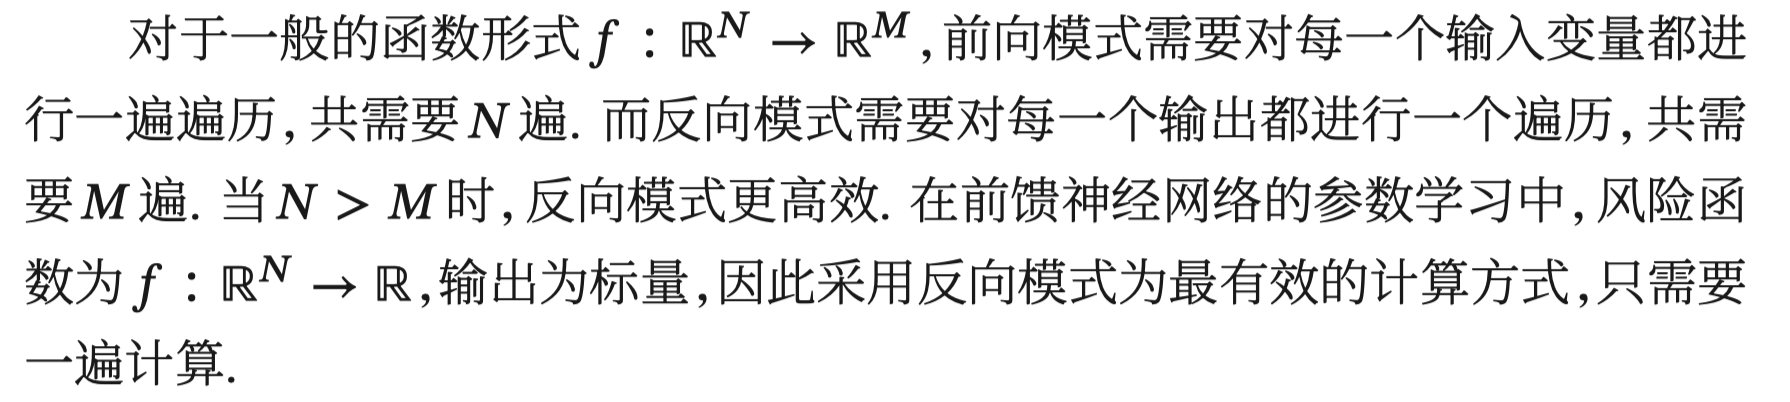 对于一般的函数形式 f : ℝ^N → ℝ^M , 前向模式需要对每一个输入变量都进
行一遍遍历, 共需要 N 遍. 而反向模式需要对每一个输出都进行一个遍历, 共需
要 M 遍. 当 N > M 时, 反向模式更高效. 在前馈神经网络的参数学习中, 风险函
数为 f : ℝ^N → ℝ, 输出为标量, 因此采用反向模式为最有效的计算方式, 只需要
一遍计算.